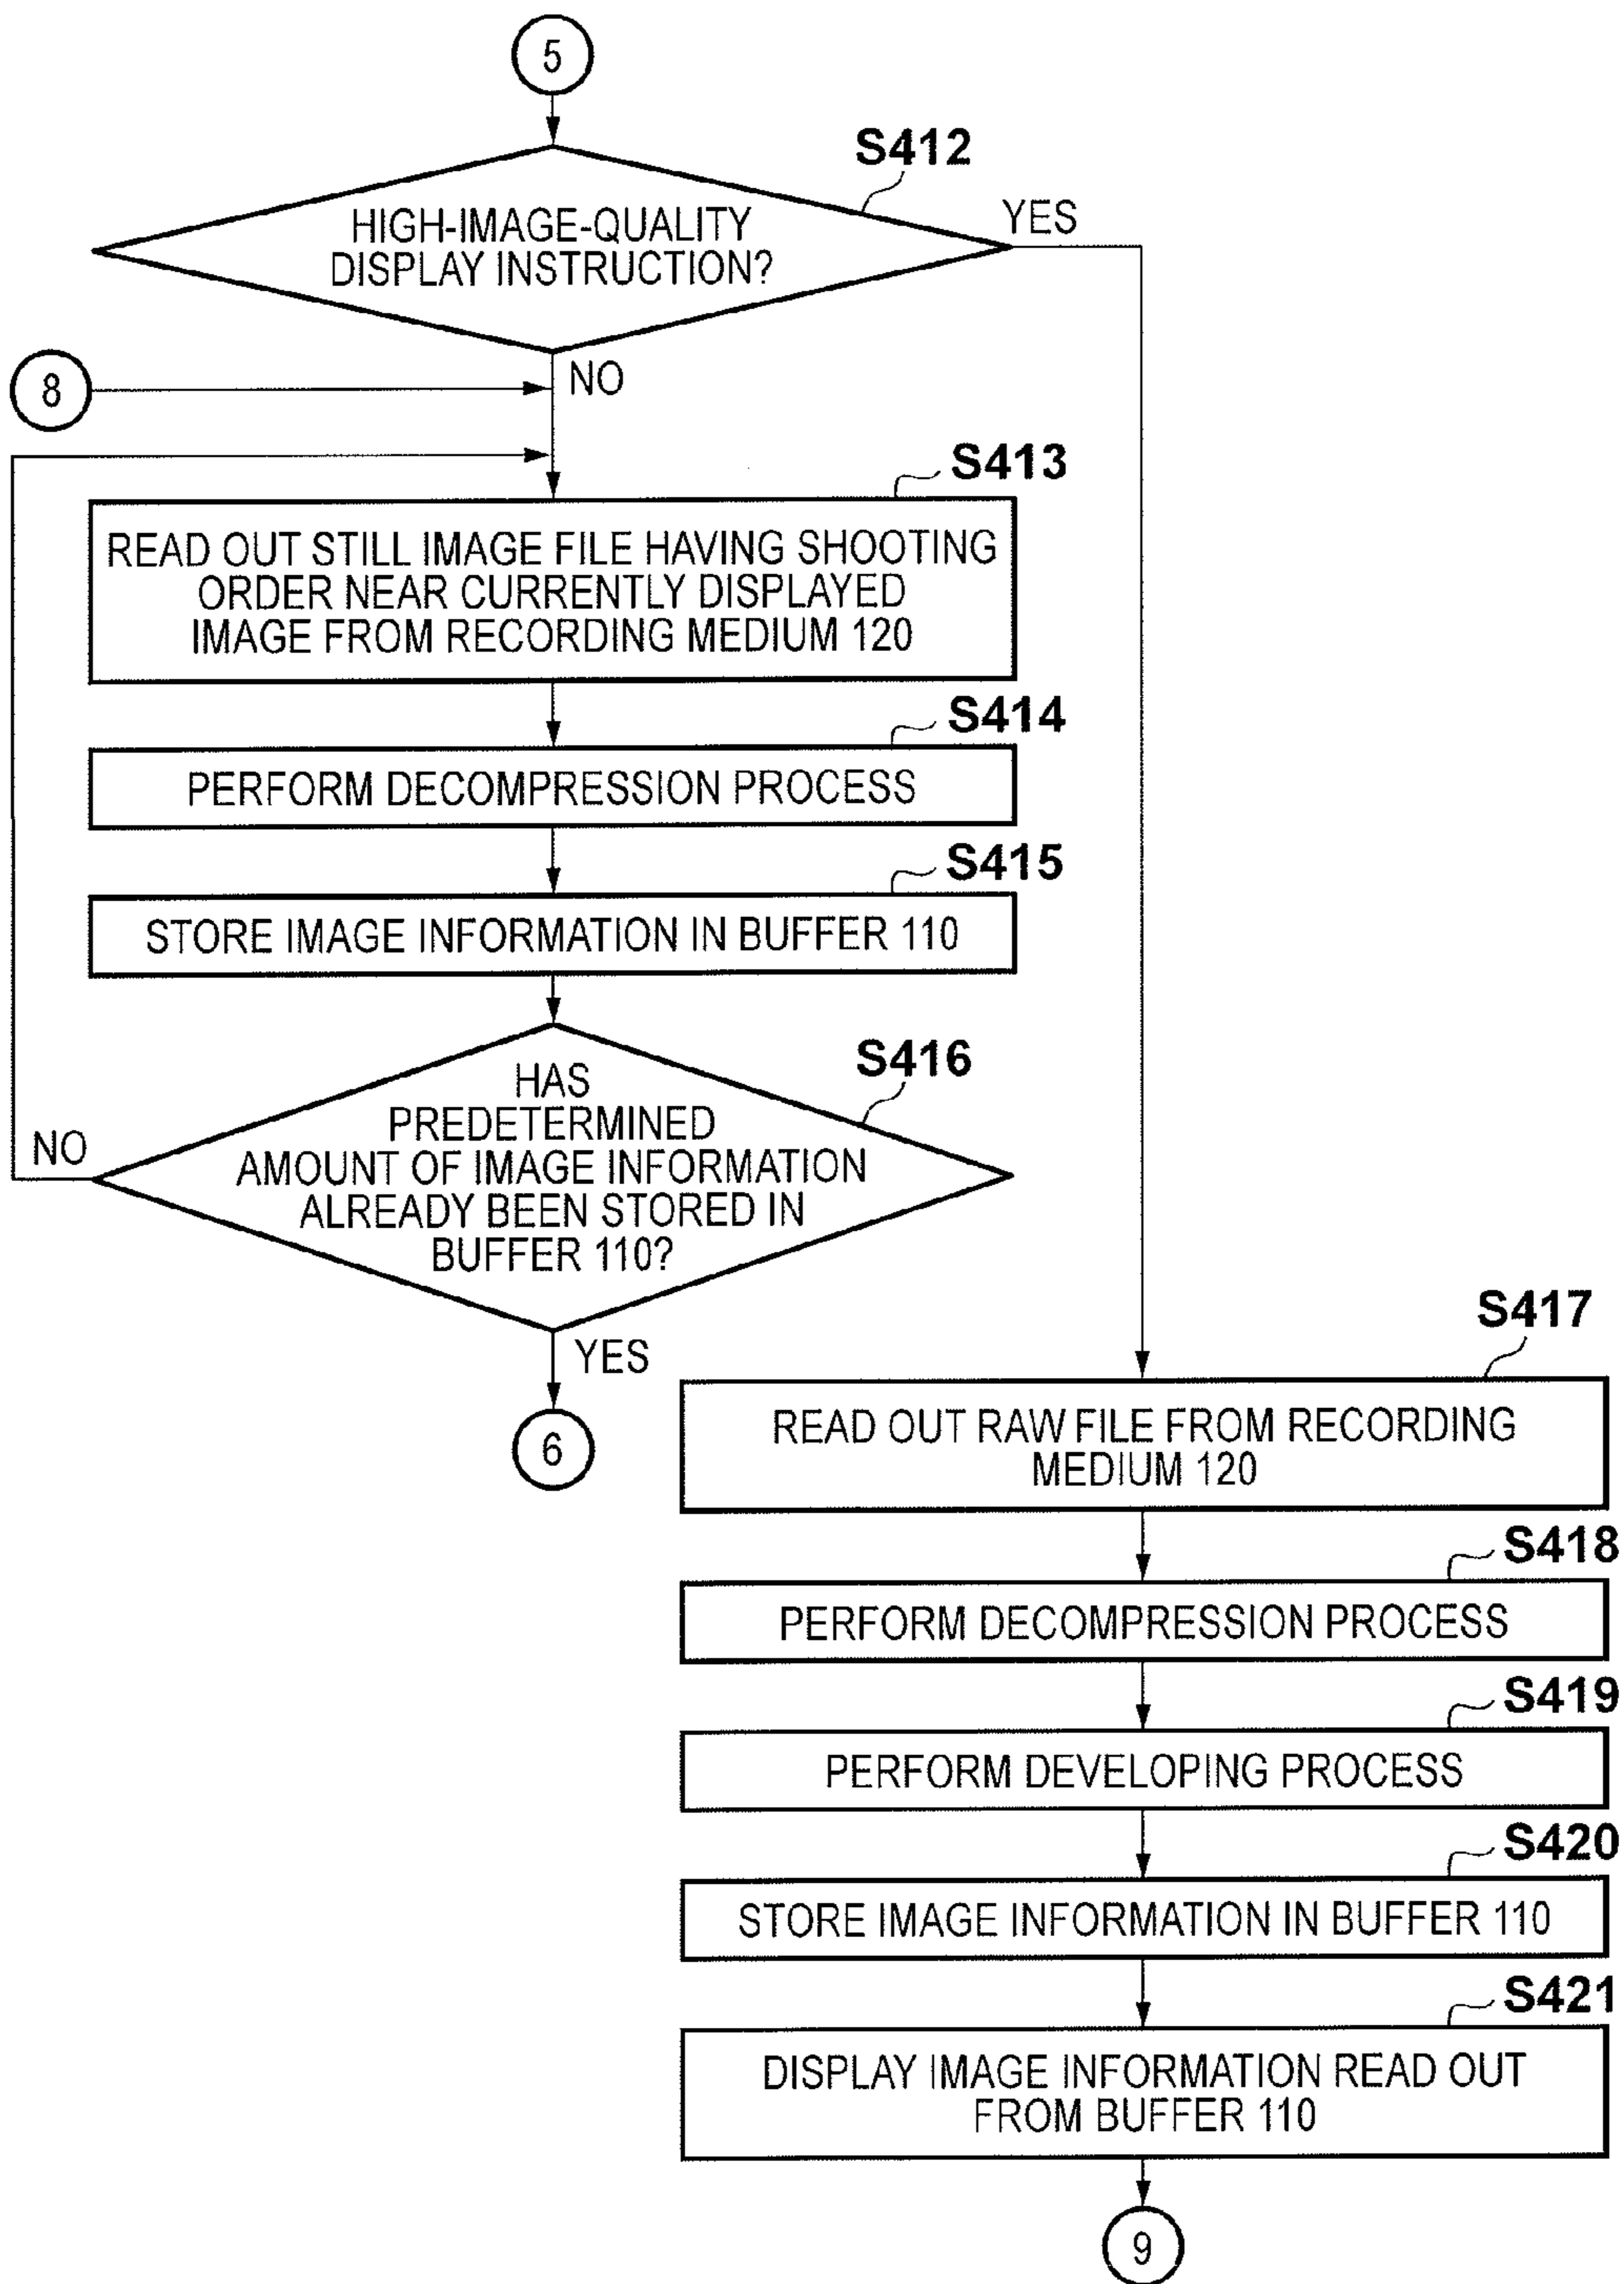 5
S412
HIGH-IMAGE-QUALITY
DISPLAY INSTRUCTION?
YES
NO
8
S413
READ OUT STILL IMAGE FILE HAVING SHOOTING
ORDER NEAR CURRENTLY DISPLAYED
IMAGE FROM RECORDING MEDIUM 120
S414
PERFORM DECOMPRESSION PROCESS
S415
STORE IMAGE INFORMATION IN BUFFER 110
S416
HAS
PREDETERMINED
AMOUNT OF IMAGE INFORMATION
ALREADY BEEN STORED IN
BUFFER 110?
NO
YES
6
S417
READ OUT RAW FILE FROM RECORDING
MEDIUM 120
S418
PERFORM DECOMPRESSION PROCESS
S419
PERFORM DEVELOPING PROCESS
S420
STORE IMAGE INFORMATION IN BUFFER 110
S421
DISPLAY IMAGE INFORMATION READ OUT
FROM BUFFER 110
9